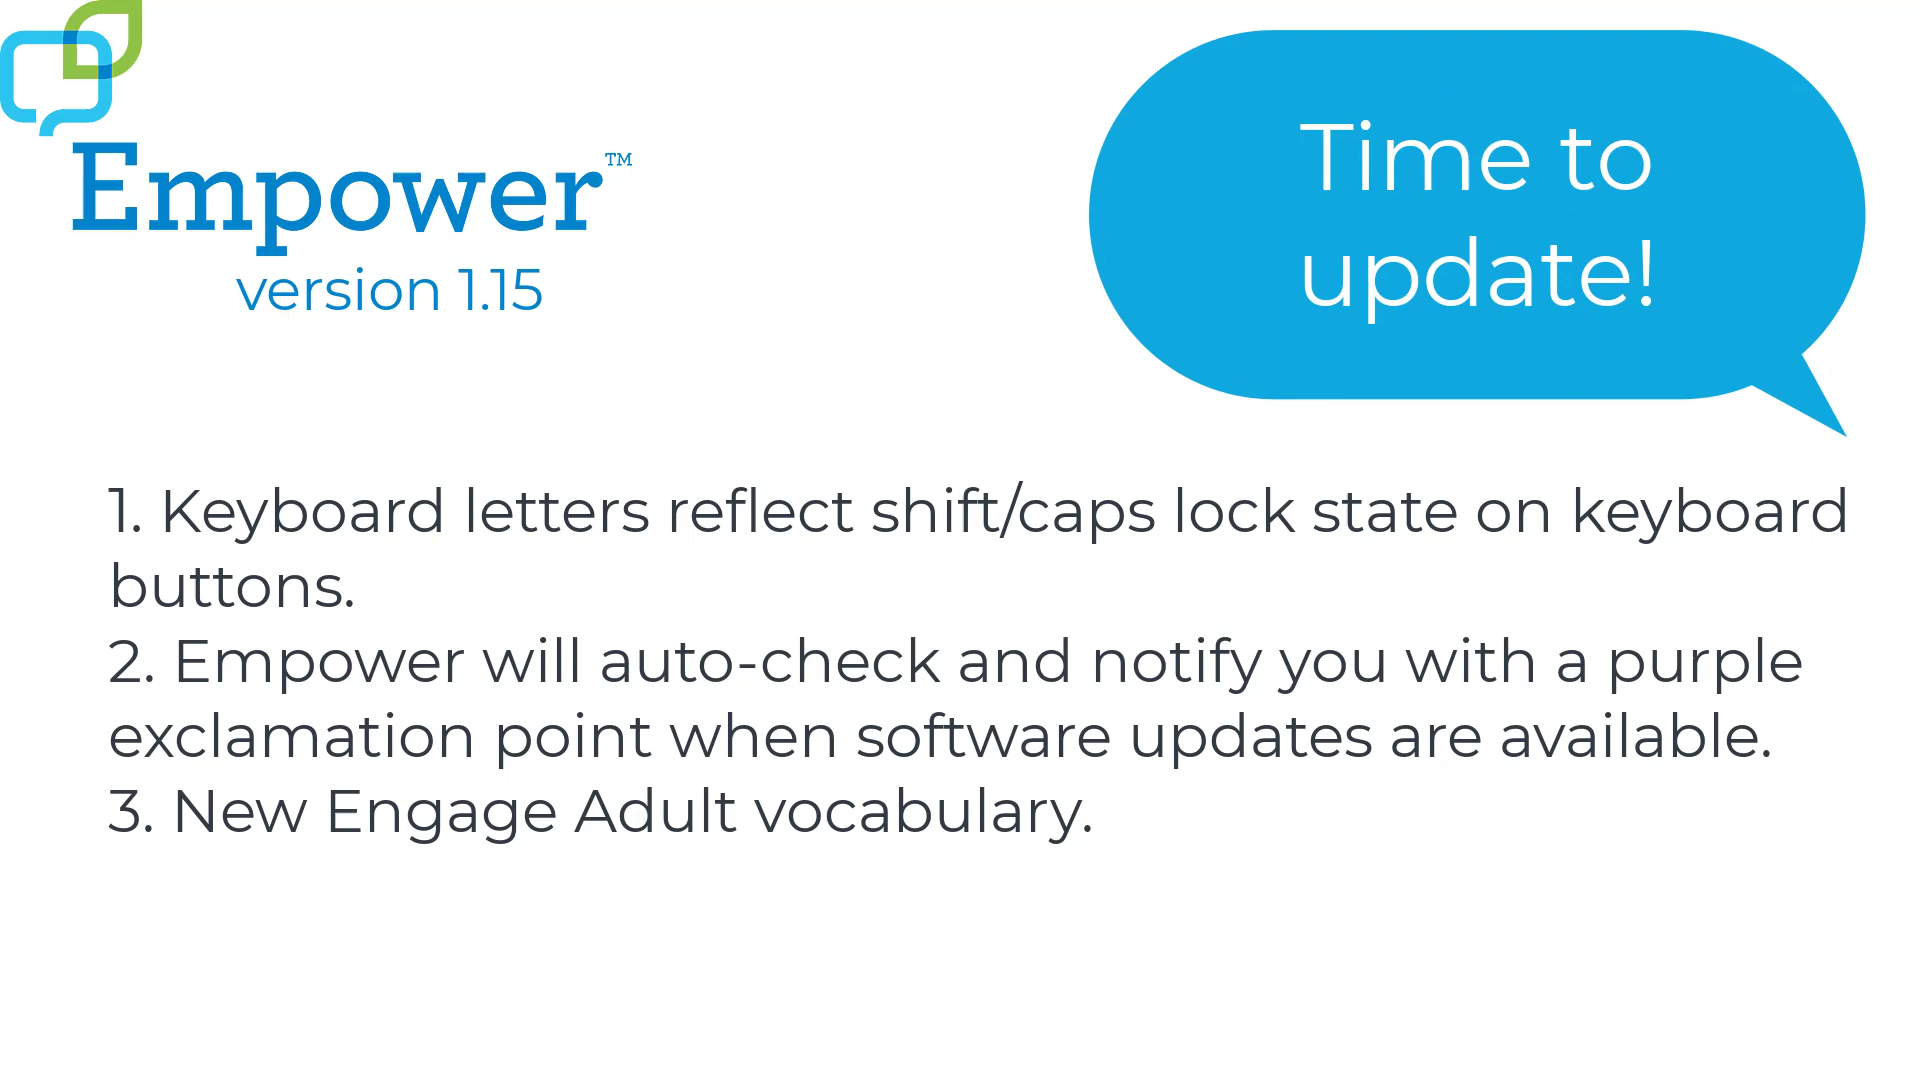 Empower™
version 1.15
Time to
update!
1. Keyboard letters reflect shift/caps lock state on keyboard
buttons.
2. Empower will auto-check and notify you with a purple
exclamation point when software updates are available.
3. New Engage Adult vocabulary.